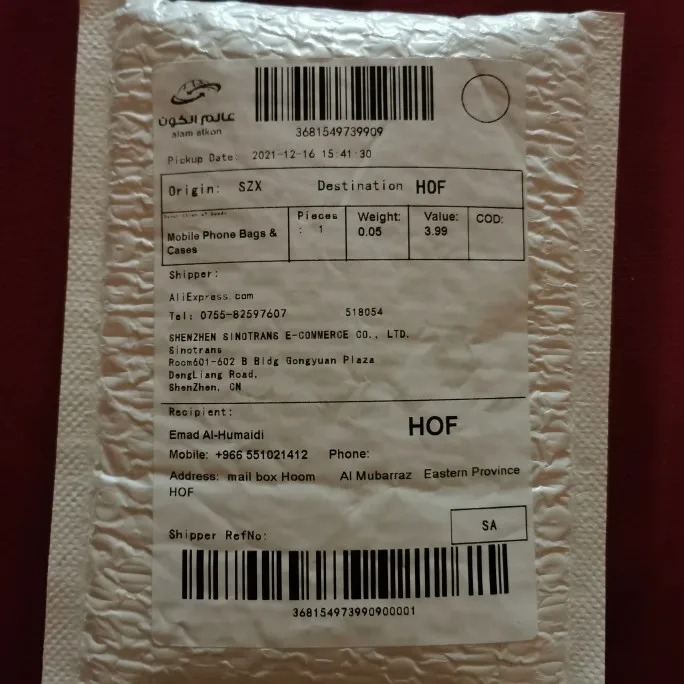 عالم الكون
alam alkon
3681549739909
Pickup Date: 2021-12-16 15:41:30
Origin: SZX Destination HOF
Mobile Phone Bags & Cases
Pieces : 1
Weight: 0.05
Value: 3.99
COD:
Shipper:
AliExpress.com
Tel: 0755-82597607 518054
SHENZHEN SINOTRANS E-COMMERCE CO., LTD.
Sinotrans
Room601-602 B Bldg Gongyuan Plaza
DengLiang Road,
ShenZhen, CN
Recipient:
HOF
Emad Al-Humaidi
Mobile: +966 551021412 Phone:
Address: mail box Hoom Al Mubarraz Eastern Province
HOF
Shipper RefNo:
SA
368154973990900001